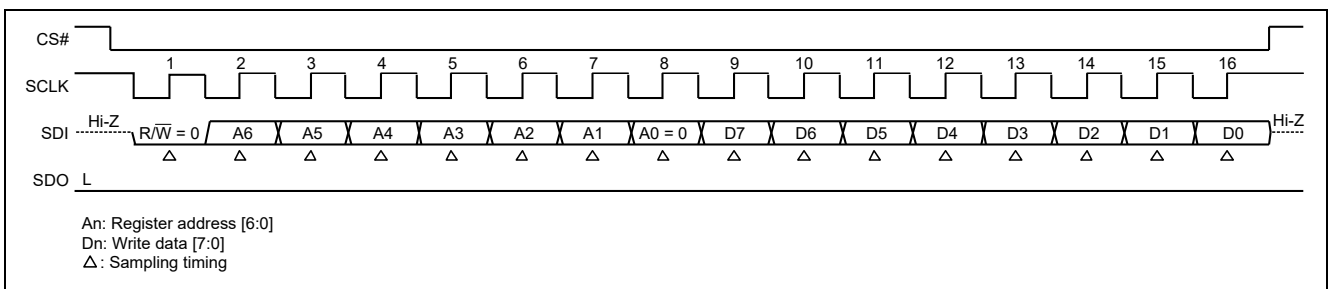 CS#
1 2 3 4 5 6 7 8 9 10 11 12 13 14 15 16
SCLK
SDI Hi-Z R/W̅ = 0 A6 A5 A4 A3 A2 A1 A0 = 0 D7 D6 D5 D4 D3 D2 D1 D0 Hi-Z
SDO L
An: Register address [6:0]
Dn: Write data [7:0]
△: Sampling timing